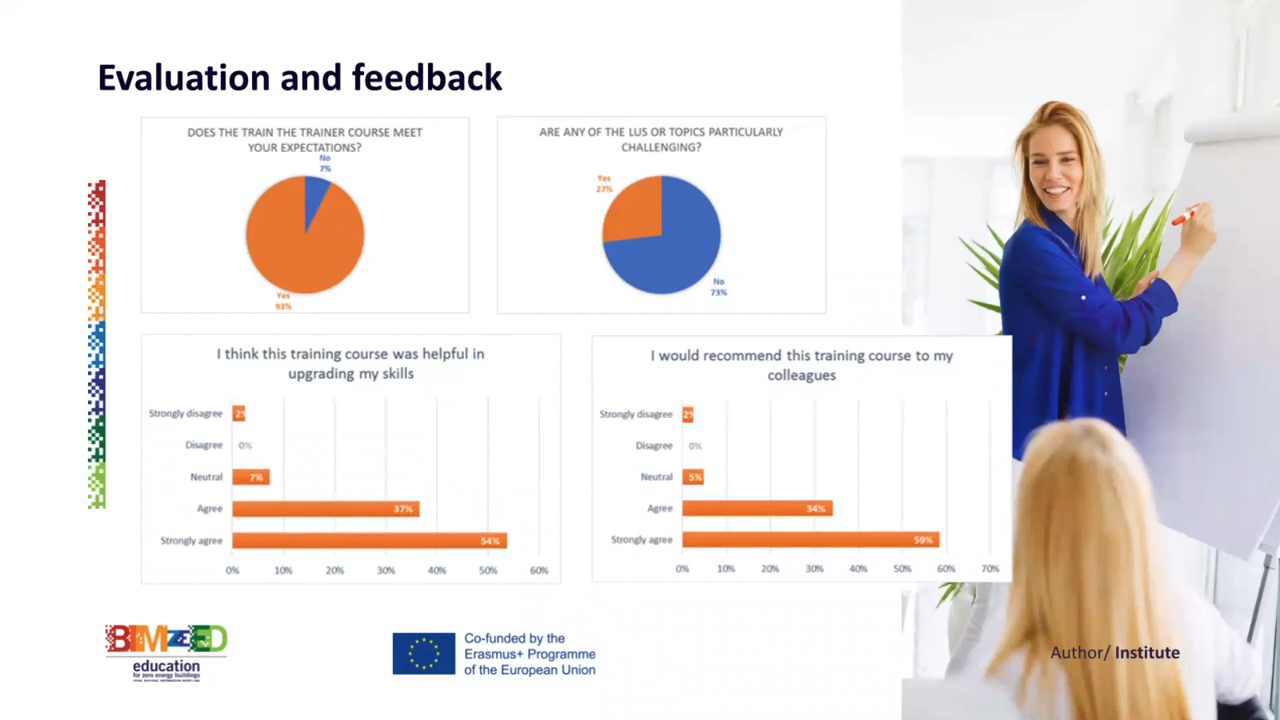 Evaluation and feedback
DOES THE TRAIN THE TRAINER COURSE MEET
YOUR EXPECTATIONS?
No
7%
Yes
93%
ARE ANY OF THE LUS OR TOPICS PARTICULARLY
CHALLENGING?
Yes
27%
No
73%
I think this training course was helpful in
upgrading my skills
Strongly disagree 2%
Disagree 0%
Neutral 7%
Agree 37%
Strongly agree 54%
0% 10% 20% 30% 40% 50% 60%
I would recommend this training course to my
colleagues
Strongly disagree 2%
Disagree 0%
Neutral 5%
Agree 34%
Strongly agree 59%
0% 10% 20% 30% 40% 50% 60% 70%
BIMzeED
education
for zero energy buildings
Co-funded by the
Erasmus+ Programme
of the European Union
Author/ Institute